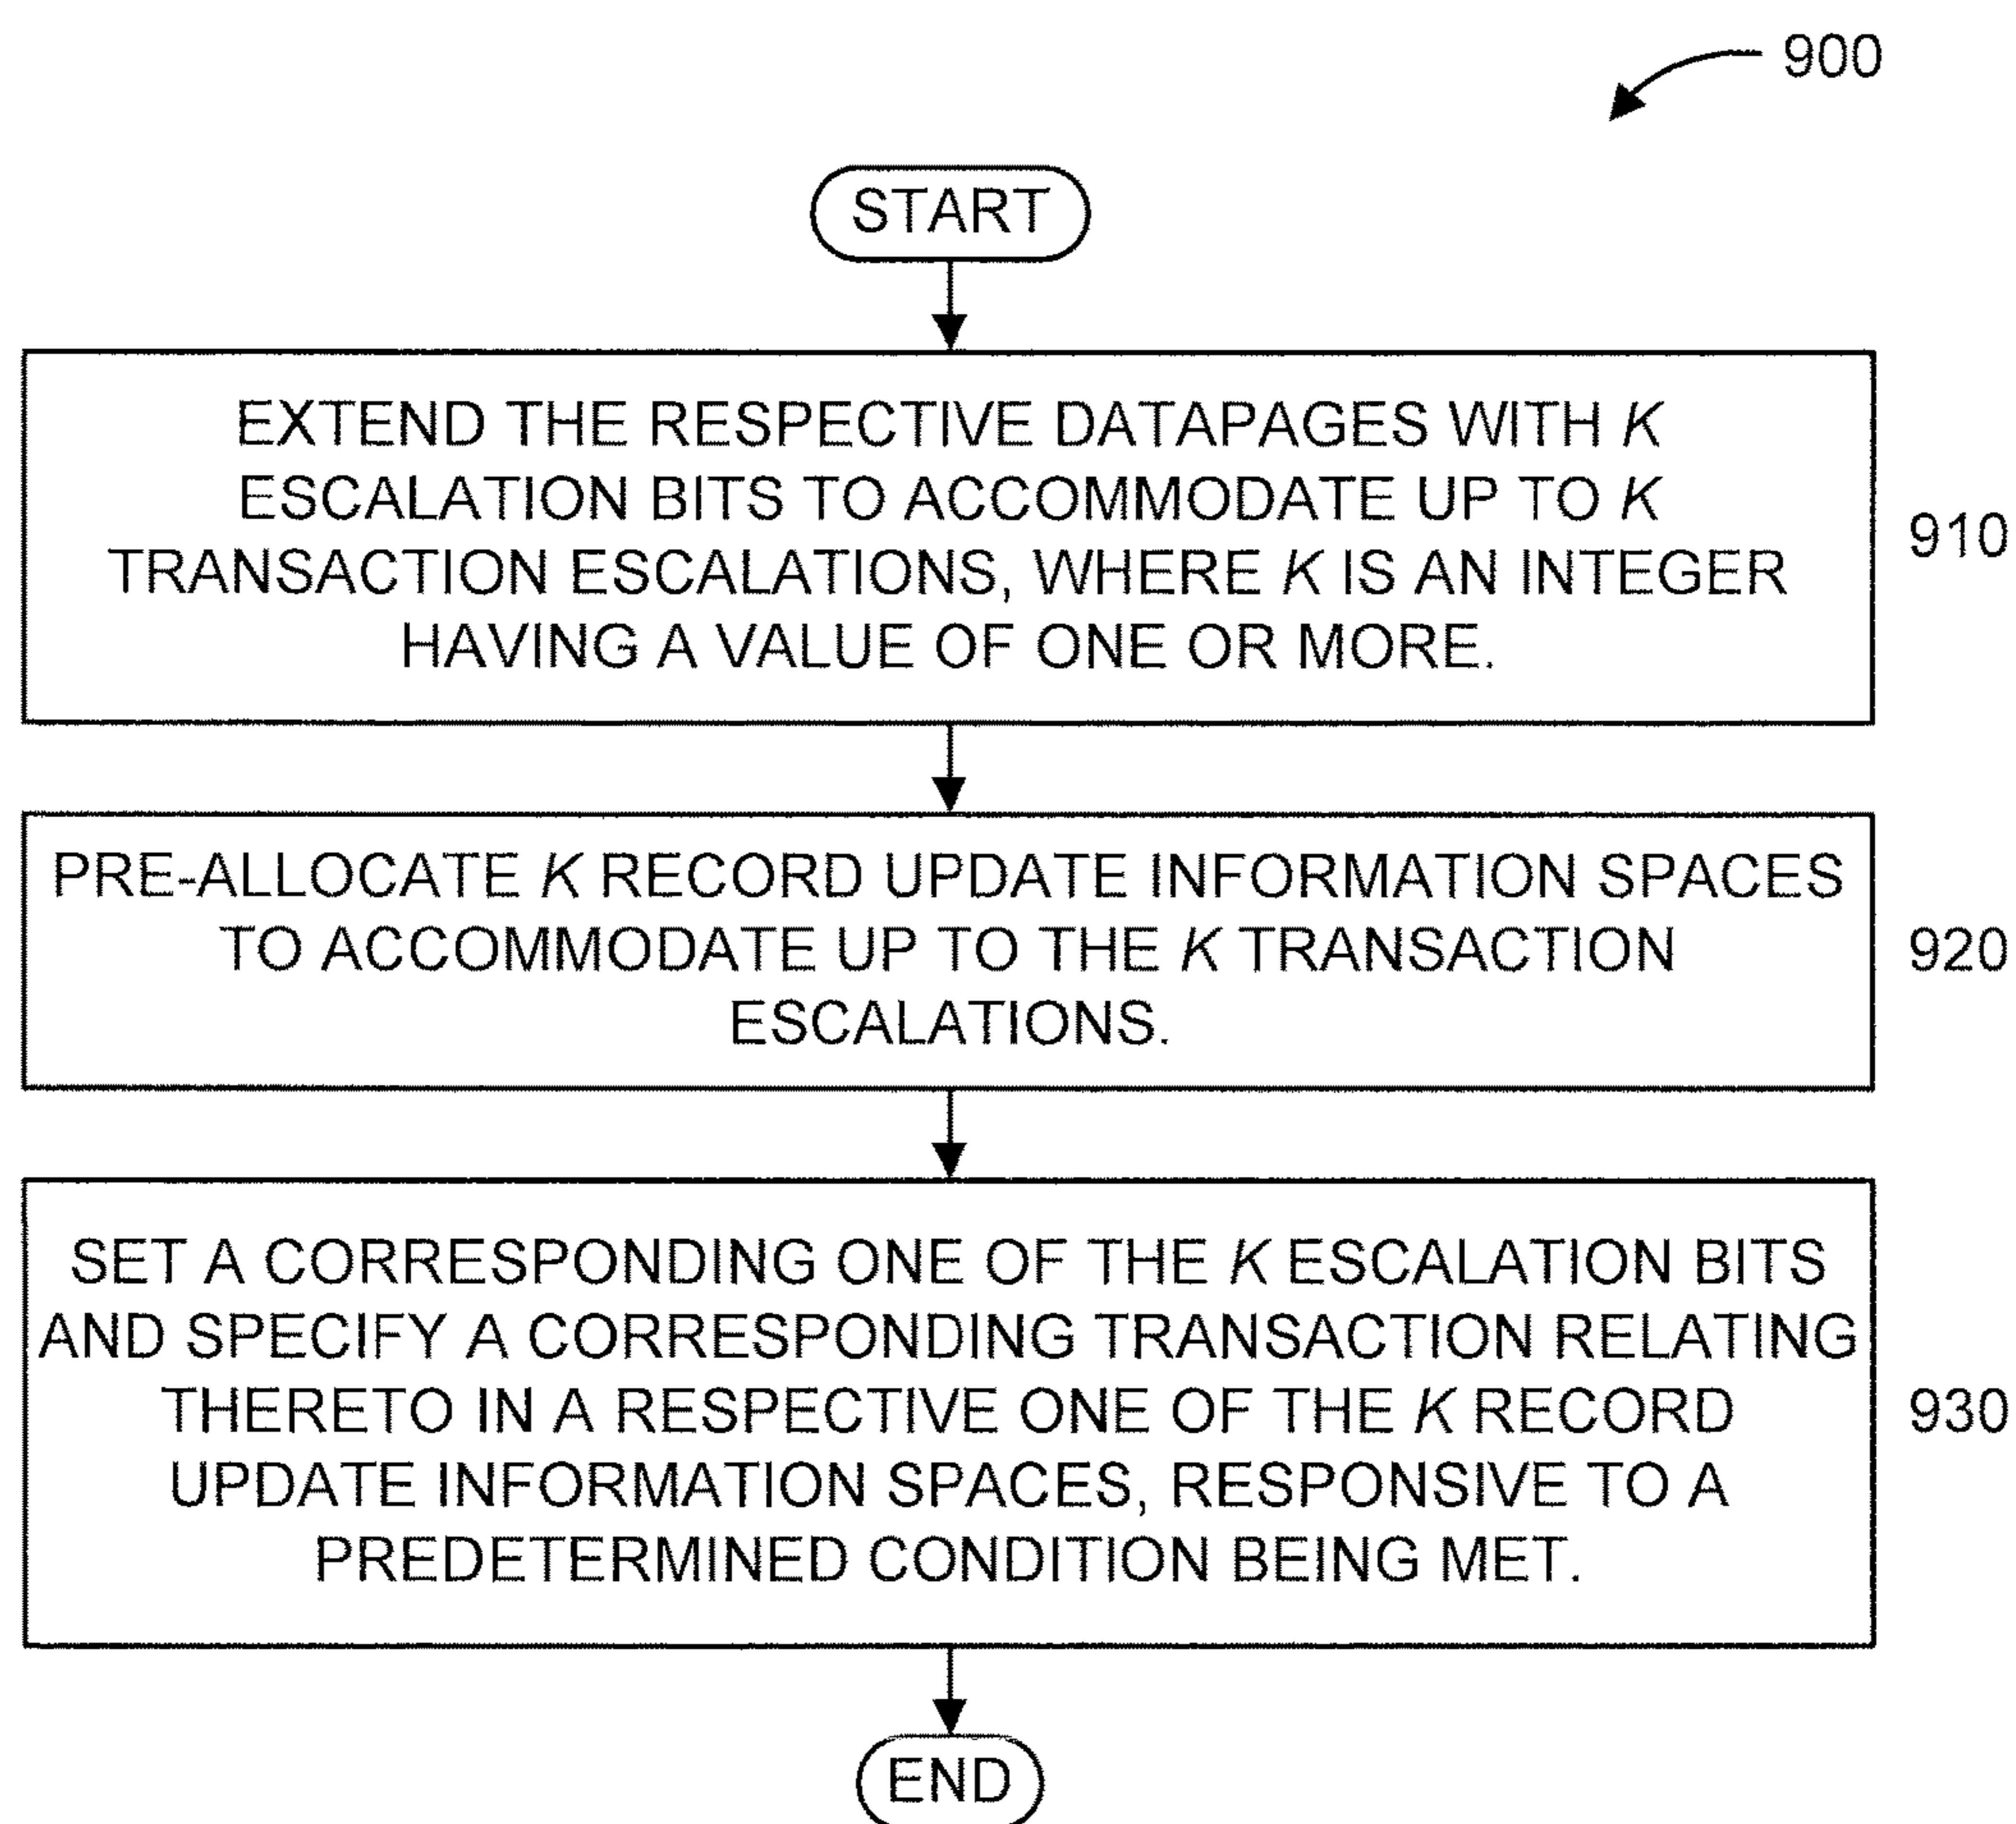 900
START
EXTEND THE RESPECTIVE DATAPAGES WITH K
ESCALATION BITS TO ACCOMMODATE UP TO K
TRANSACTION ESCALATIONS, WHERE K IS AN INTEGER
HAVING A VALUE OF ONE OR MORE.
910
PRE-ALLOCATE K RECORD UPDATE INFORMATION SPACES
TO ACCOMMODATE UP TO THE K TRANSACTION
ESCALATIONS.
920
SET A CORRESPONDING ONE OF THE K ESCALATION BITS
AND SPECIFY A CORRESPONDING TRANSACTION RELATING
THERETO IN A RESPECTIVE ONE OF THE K RECORD
UPDATE INFORMATION SPACES, RESPONSIVE TO A
PREDETERMINED CONDITION BEING MET.
930
END